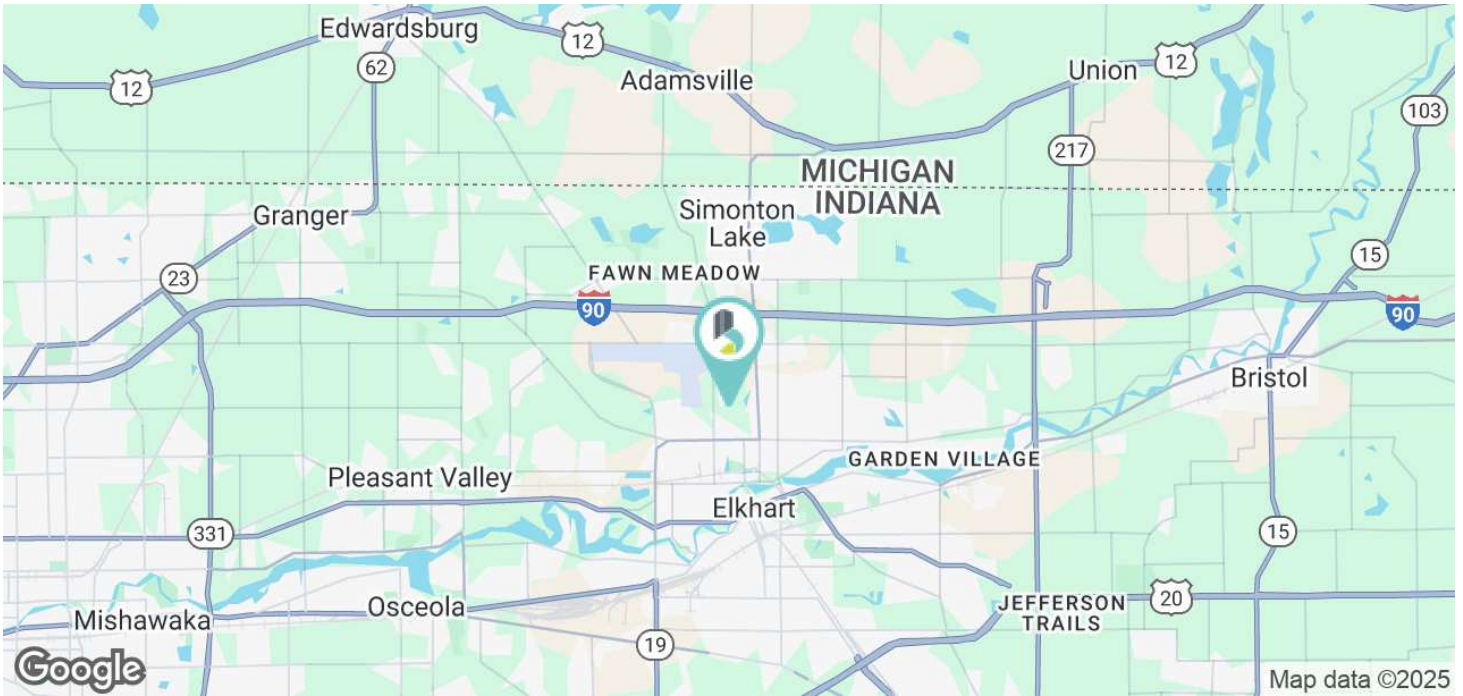 Edwardsburg
12
12
62
Adamsville
Union
12
103
217
MICHIGAN
INDIANA
Granger
Simonton
Lake
23
FAWN MEADOW
15
90
90
Bristol
GARDEN VILLAGE
Pleasant Valley
Elkhart
331
15
Osceola
Mishawaka
JEFFERSON
TRAILS
20
19
Google
Map data ©2025